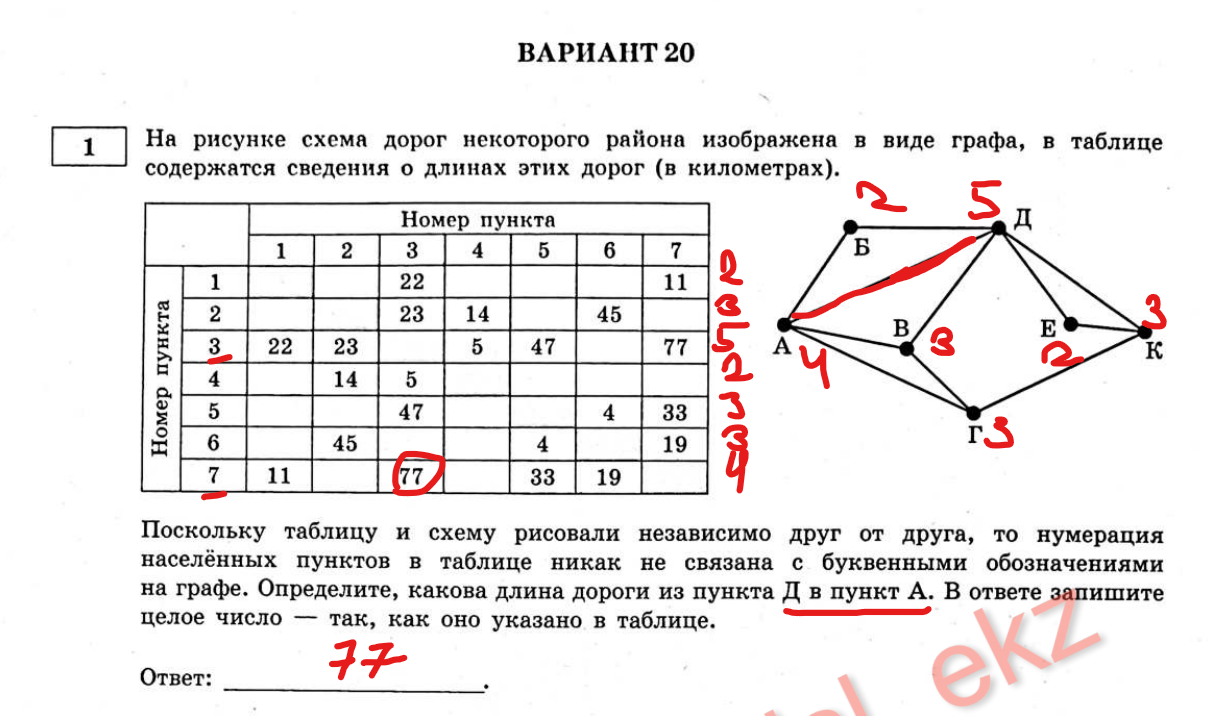 ВАРИАНТ 20
1
На рисунке схема дорог некоторого района изображена в виде графа, в таблице
содержатся сведения о длинах этих дорог (в километрах).
Номер пункта
1 2 3 4 5 6 7
Номер пункта
1 22 11 2
2 23 14 45 3
3 22 23 5 47 77 5
4 14 5 2
5 47 4 33 3
6 45 4 19 3
7 11 77 33 19 4
2 5 Д
Б
А 4
В 3
Е 2
3 К
Г 3
Поскольку таблицу и схему рисовали независимо друг от друга, то нумерация
населённых пунктов в таблице никак не связана с буквенными обозначениями
на графе. Определите, какова длина дороги из пункта Д в пункт А. В ответе запишите
целое число — так, как оно указано в таблице.
Ответ: 77.
ekz